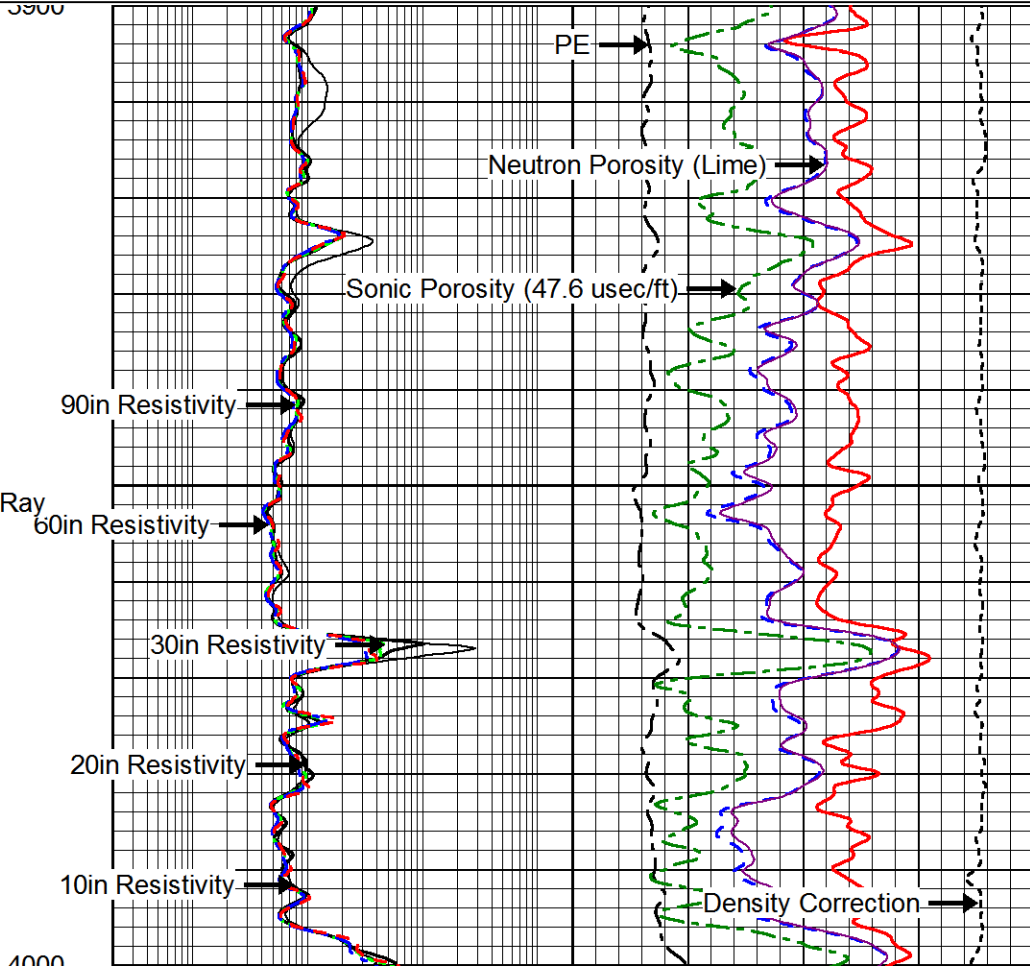 3900
PE
Neutron Porosity (Lime)
Sonic Porosity (47.6 usec/ft)
90in Resistivity
Ray
60in Resistivity
30in Resistivity
20in Resistivity
10in Resistivity
Density Correction
4000